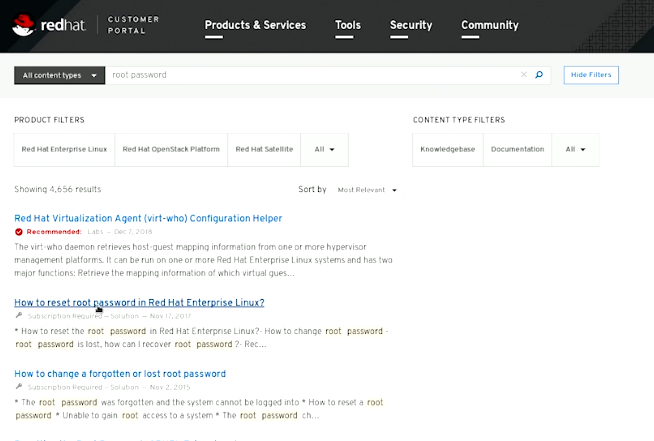 redhat.
CUSTOMER PORTAL
Products & Services
Tools
Security
Community
All content types
root password
Hide Filters
PRODUCT FILTERS
CONTENT TYPE FILTERS
Red Hat Enterprise Linux
Red Hat OpenStack Platform
Red Hat Satellite
All
Knowledgebase
Documentation
All
Showing 4,656 results
Sort by Most Relevant
Red Hat Virtualization Agent (virt-who) Configuration Helper
Recommended: Labs – Dec 7, 2018
The virt-who daemon retrieves host-guest mapping information from one or more hypervisor
management platforms. It can be run on one or more Red Hat Enterprise Linux systems and has two
major functions: Retrieve the mapping information of which virtual gues...
How to reset root password in Red Hat Enterprise Linux?
Subscription Required – Solution – Nov 17, 2017
* How to reset the root password in Red Hat Enterprise Linux?- How to change root password -
root password is lost, how can I recover root password ?- Rec...
How to change a forgotten or lost root password
Subscription Required – Solution – Nov 2, 2015
* The root password was forgotten and the system cannot be logged into * How to reset a root
password * Unable to gain root access to a system * The root password ch...